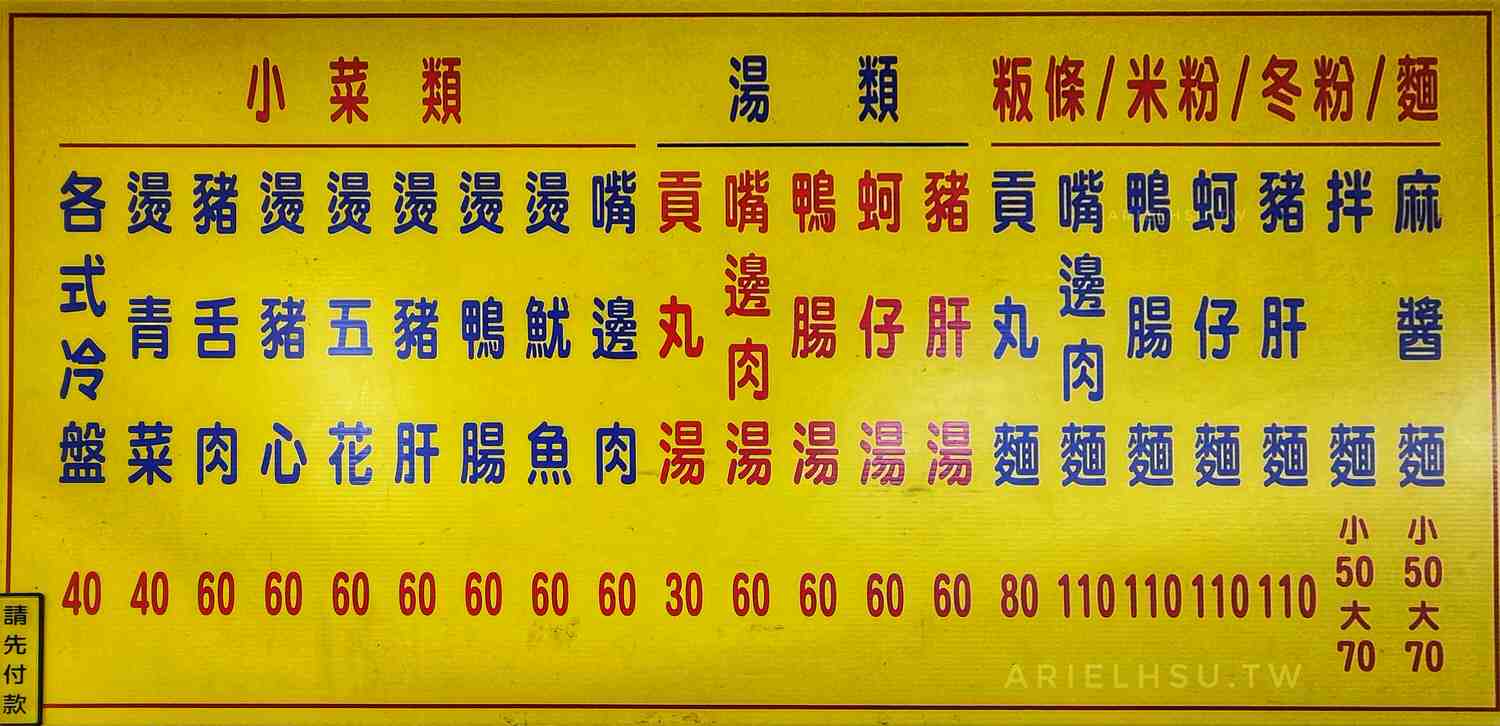 小菜類
各式冷盤 40
燙青菜 40
豬舌肉 60
燙豬心 60
燙五花 60
燙豬肝 60
燙鴨腸 60
燙魷魚 60
嘴邊肉 60
湯類
貢丸湯 30
嘴邊肉湯 60
鴨腸湯 60
蚵仔湯 60
豬肝湯 60
粄條/米粉/冬粉/麵
貢丸麵 80
嘴邊肉麵 110
鴨腸麵 110
蚵仔麵 110
豬肝麵 110
拌麵 小50大70
麻醬麵 小50大70
請先付款
ARIELHSU.TW
ARIELHSU.TW